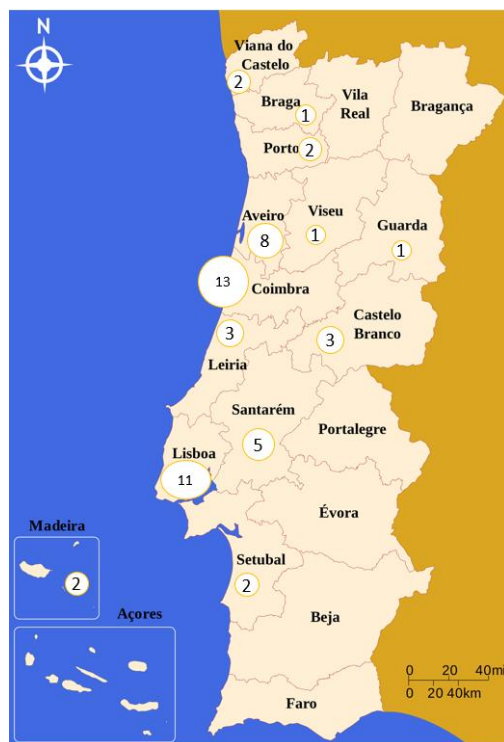 N
Viana do
Castelo
2
Braga
1
Vila
Real
Bragança
Porto
2
Aveiro
8
Viseu
1
Guarda
1
13
Coimbra
3
Leiria
Castelo
Branco
3
Santarém
5
Portalegre
Lisboa
11
Évora
Madeira
2
Setubal
2
Açores
Beja
Faro
0 20 40mi
0 20 40km